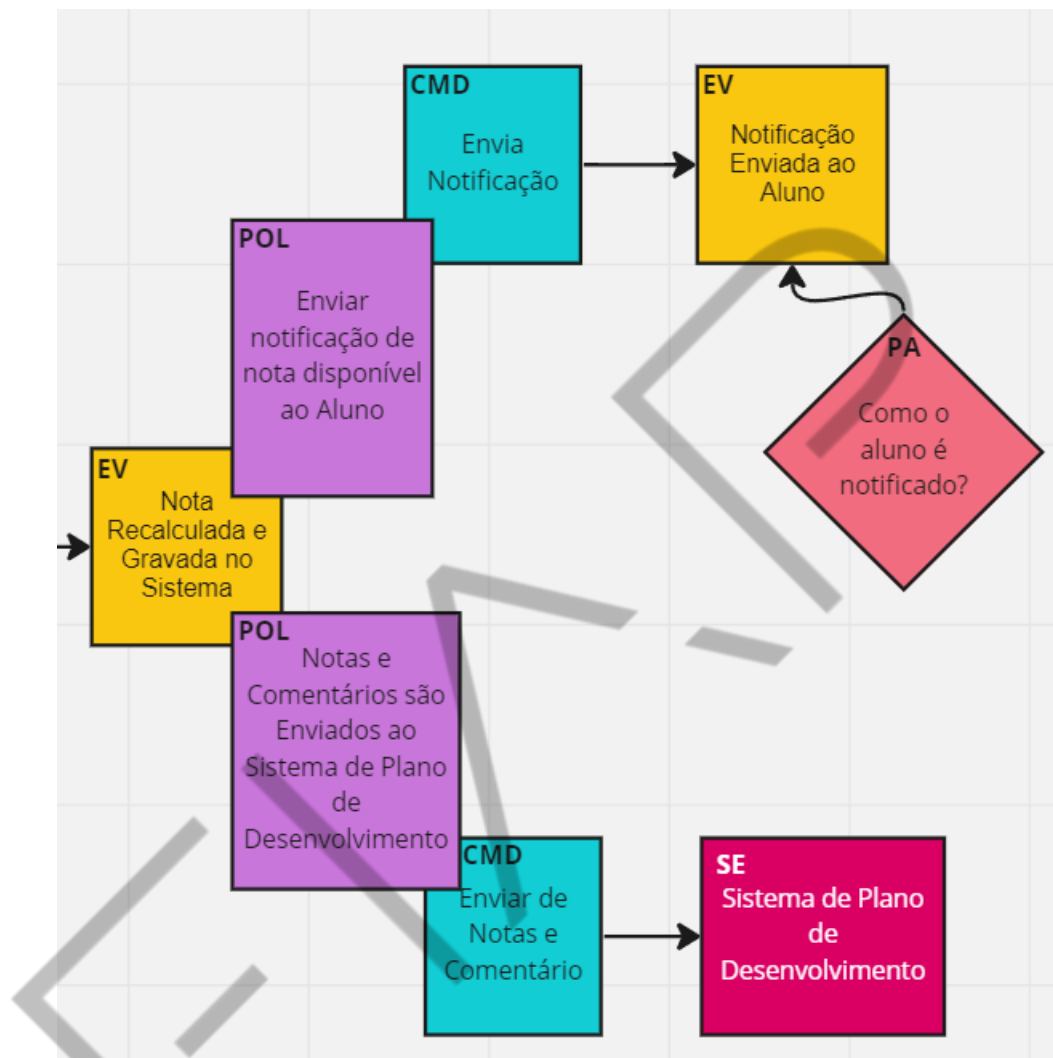 CMD
Envia
Notificação
EV
Notificação
Enviada ao
Aluno
POL
Enviar
notificação de
nota disponível
ao Aluno
PA
Como o
aluno é
notificado?
EV
Nota
Recalculada e
Gravada no
Sistema
POL
Notas e
Comentários são
Enviados ao
Sistema de Plano
de
Desenvolvimento
CMD
Enviar de
Notas e
Comentário
SE
Sistema de Plano
de
Desenvolvimento